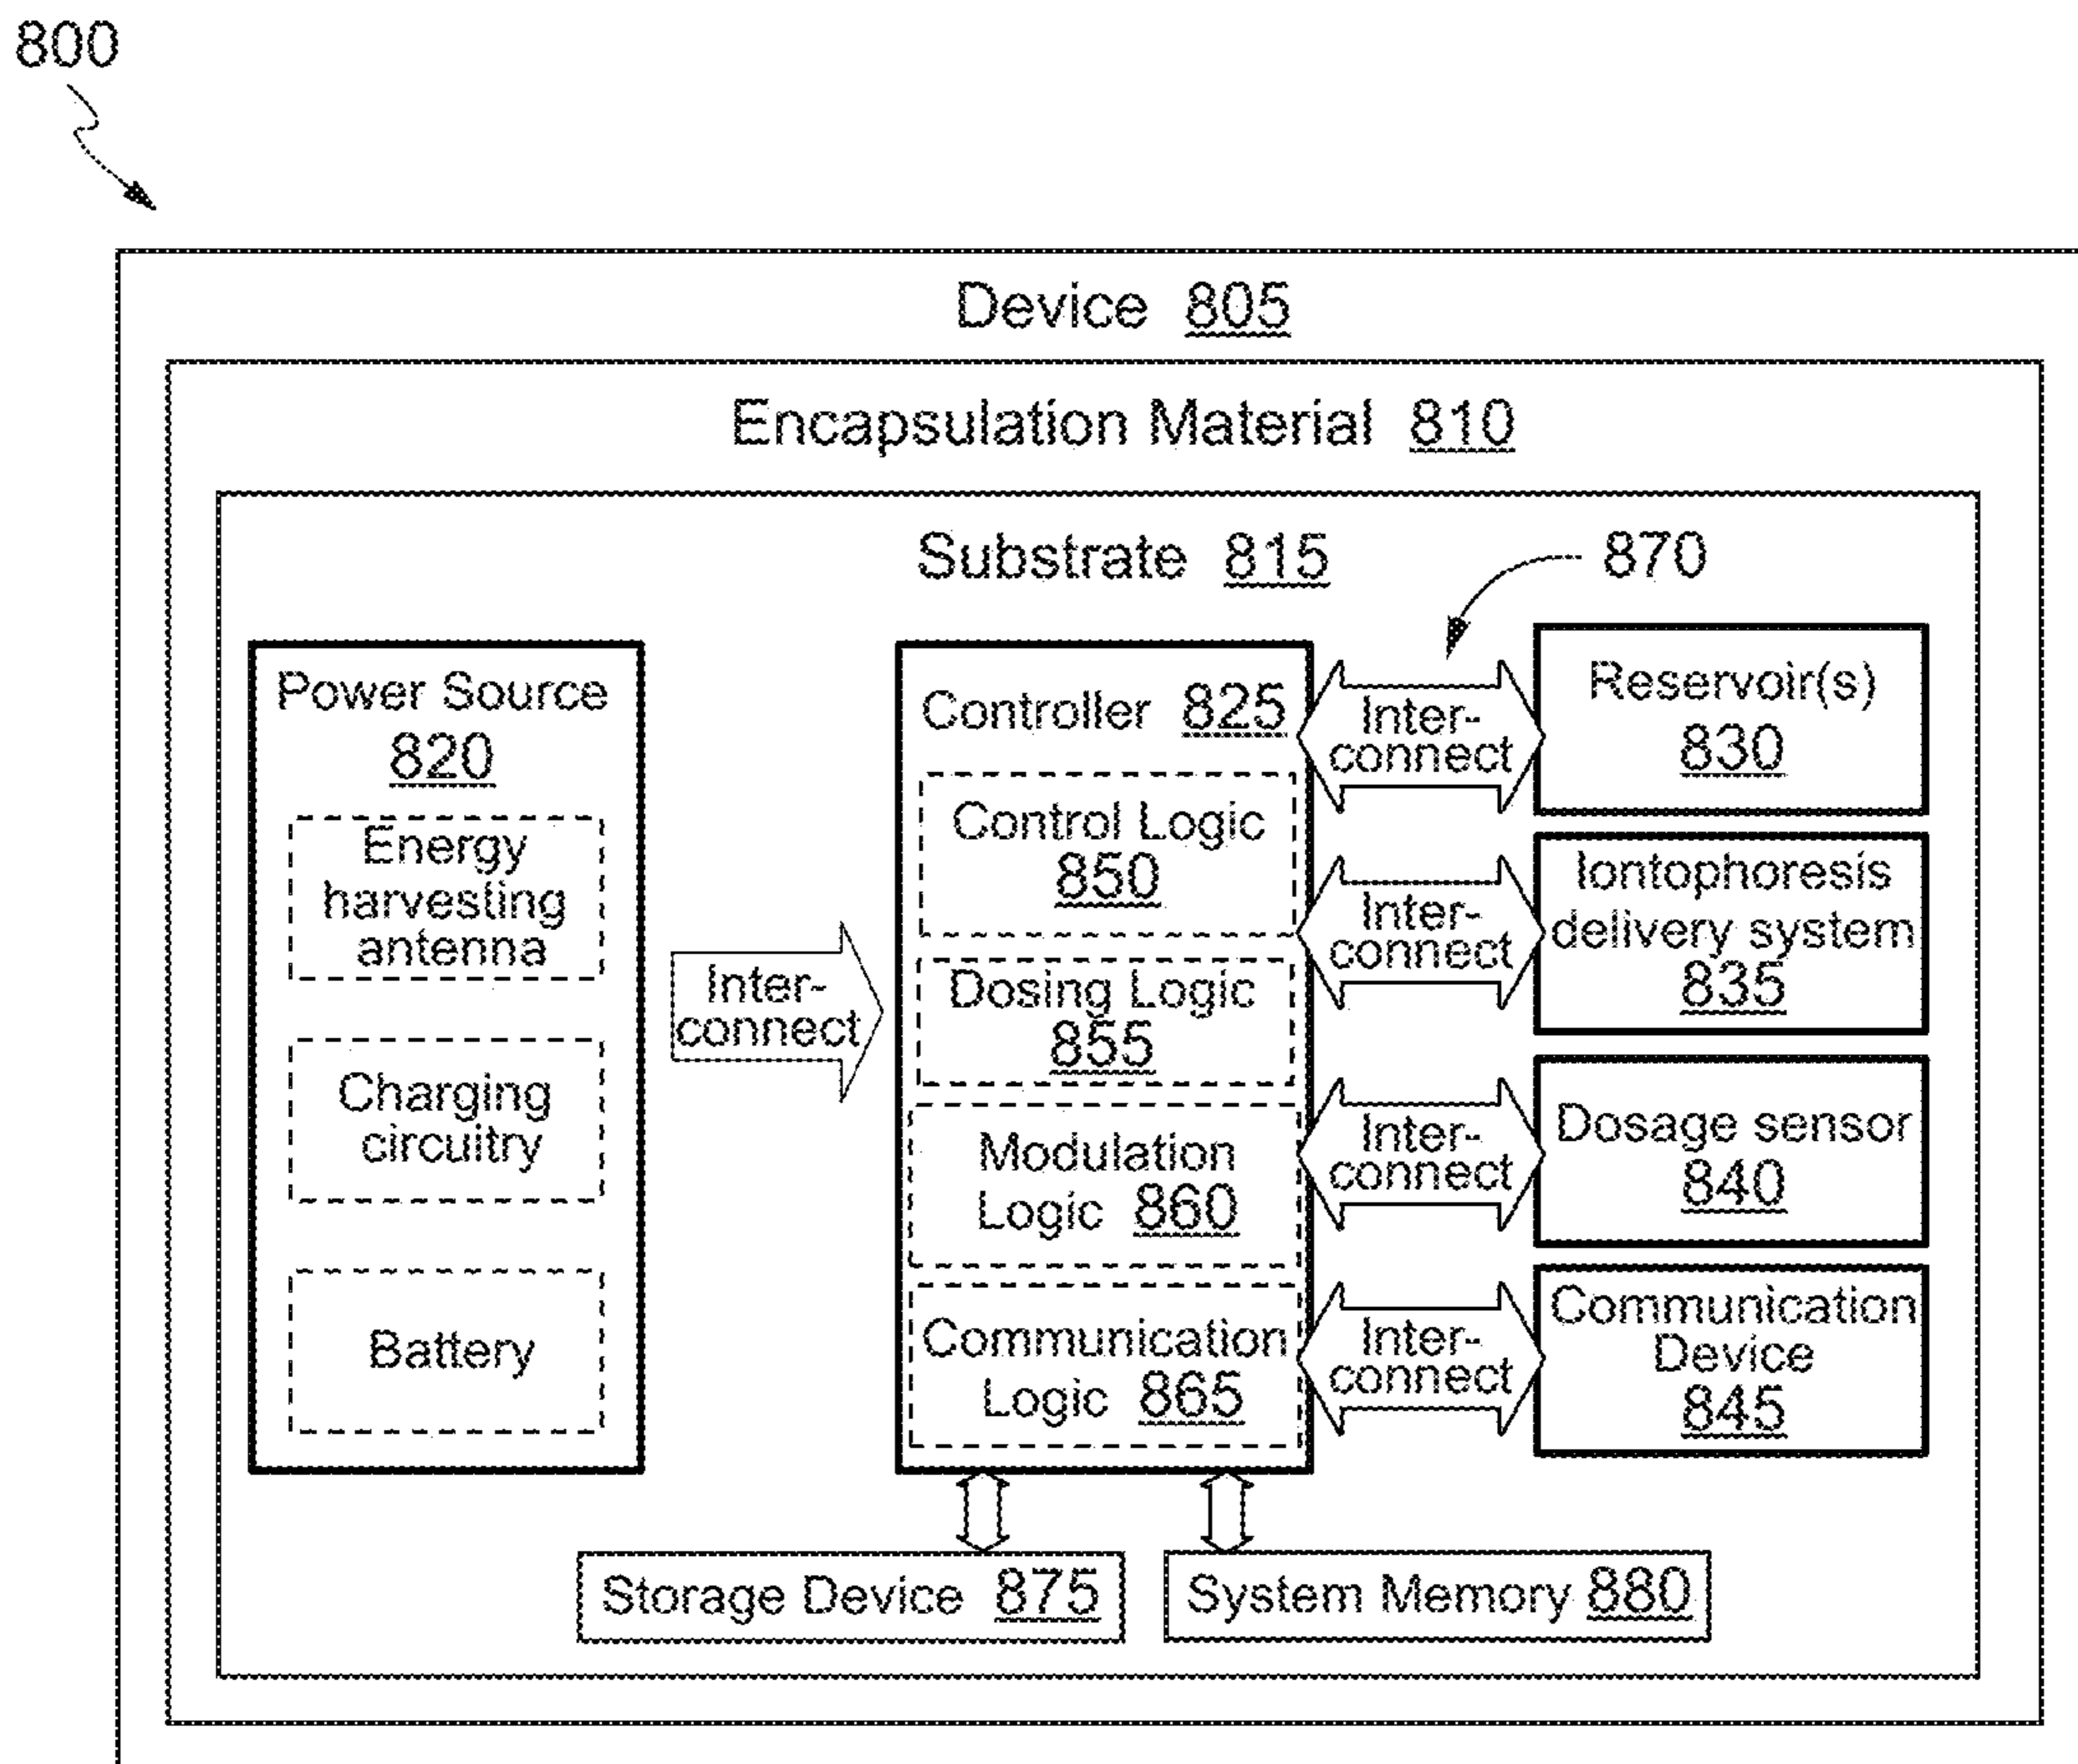 800
Device 805
Encapsulation Material 810
Substrate 815
870
Power Source
820
Energy
harvesting
antenna
Charging
circuitry
Battery
Inter-
connect
Controller 825
Control Logic
850
Dosing Logic
855
Modulation
Logic 860
Communication
Logic 865
Inter-
connect
Reservoir(s)
830
Inter-
connect
Iontophoresis
delivery system
835
Inter-
connect
Dosage sensor
840
Inter-
connect
Communication
Device
845
Storage Device 875
System Memory 880